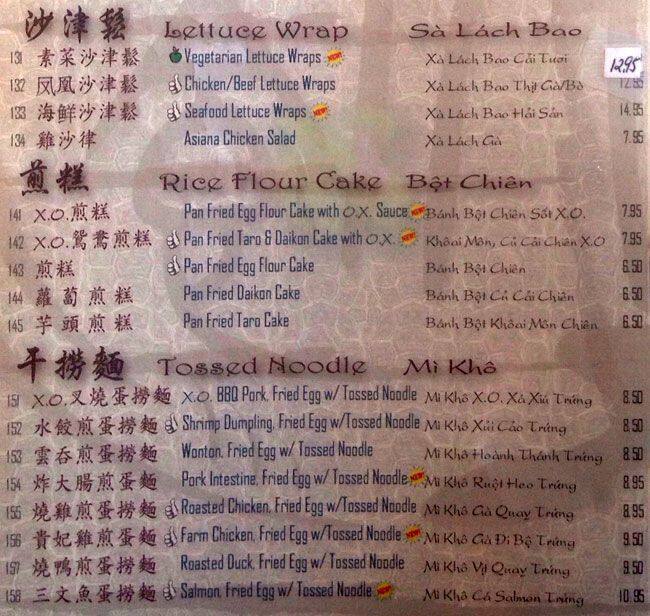 沙津鬆 Lettuce Wrap Sà Lách Bao
131 素菜沙津鬆 Vegetarian Lettuce Wraps NEW! Xà Lách Bao Cải Tươi 12.95
132 凤凰沙津鬆 Chicken/Beef Lettuce Wraps Xà Lách Bao Thịt Gà/Bò 12.95
133 海鮮沙津鬆 Seafood Lettuce Wraps NEW! Xà Lách Bao Hải Sản 14.95
134 雞沙律 Asiana Chicken Salad Xà Lách Gà 7.95
煎糕 Rice Flour Cake Bột Chiên
141 X.O.煎糕 Pan Fried Egg Flour Cake with O.X. Sauce NEW! Bánh Bột Chiên Sốt X.O. 7.95
142 X.O.鴛鴦煎糕 Pan Fried Taro & Daikon Cake with O.X. NEW! Khoai Môn, Củ Cải Chiên X.O 7.95
143 煎糕 Pan Fried Egg Flour Cake Bánh Bột Chiên 6.50
144 蘿蔔煎糕 Pan Fried Daikon Cake Bánh Bột Củ Cải Chiên 6.50
145 芋頭煎糕 Pan Fried Taro Cake Bánh Bột Khoai Môn Chiên 6.50
干撈麵 Tossed Noodle Mì Khô
151 X.O.叉燒蛋撈麵 X.O. BBQ Pork, Fried Egg w/ Tossed Noodle Mì Khô X.O. Xá Xíu Trứng 8.50
152 水餃煎蛋撈麵 Shrimp Dumpling, Fried Egg w/ Tossed Noodle Mì Khô Xủi Cảo Trứng 8.50
153 雲吞煎蛋撈麵 Wonton, Fried Egg w/ Tossed Noodle Mì Khô Hoành Thánh Trứng 8.50
154 炸大腸煎蛋撈麵 Pork Intestine, Fried Egg w/Tossed Noodle NEW! Mì Khô Ruột Heo Trứng 8.95
155 燒雞煎蛋撈麵 Roasted Chicken, Fried Egg w/Tossed Noodle Mì Khô Gà Quay Trứng 8.95
156 貴妃雞煎蛋撈麵 Farm Chicken, Fried Egg w/Tossed Noodle NEW! Mì Khô Gà Đi Bộ Trứng 9.50
157 燒鴨煎蛋撈麵 Roasted Duck, Fried Egg w/Tossed Noodle Mì Khô Vịt Quay Trứng 9.50
158 三文魚蛋撈麵 Salmon, Fried Egg w/Tossed Noodle NEW! Mì Khô Cá Salmon Trứng 10.95